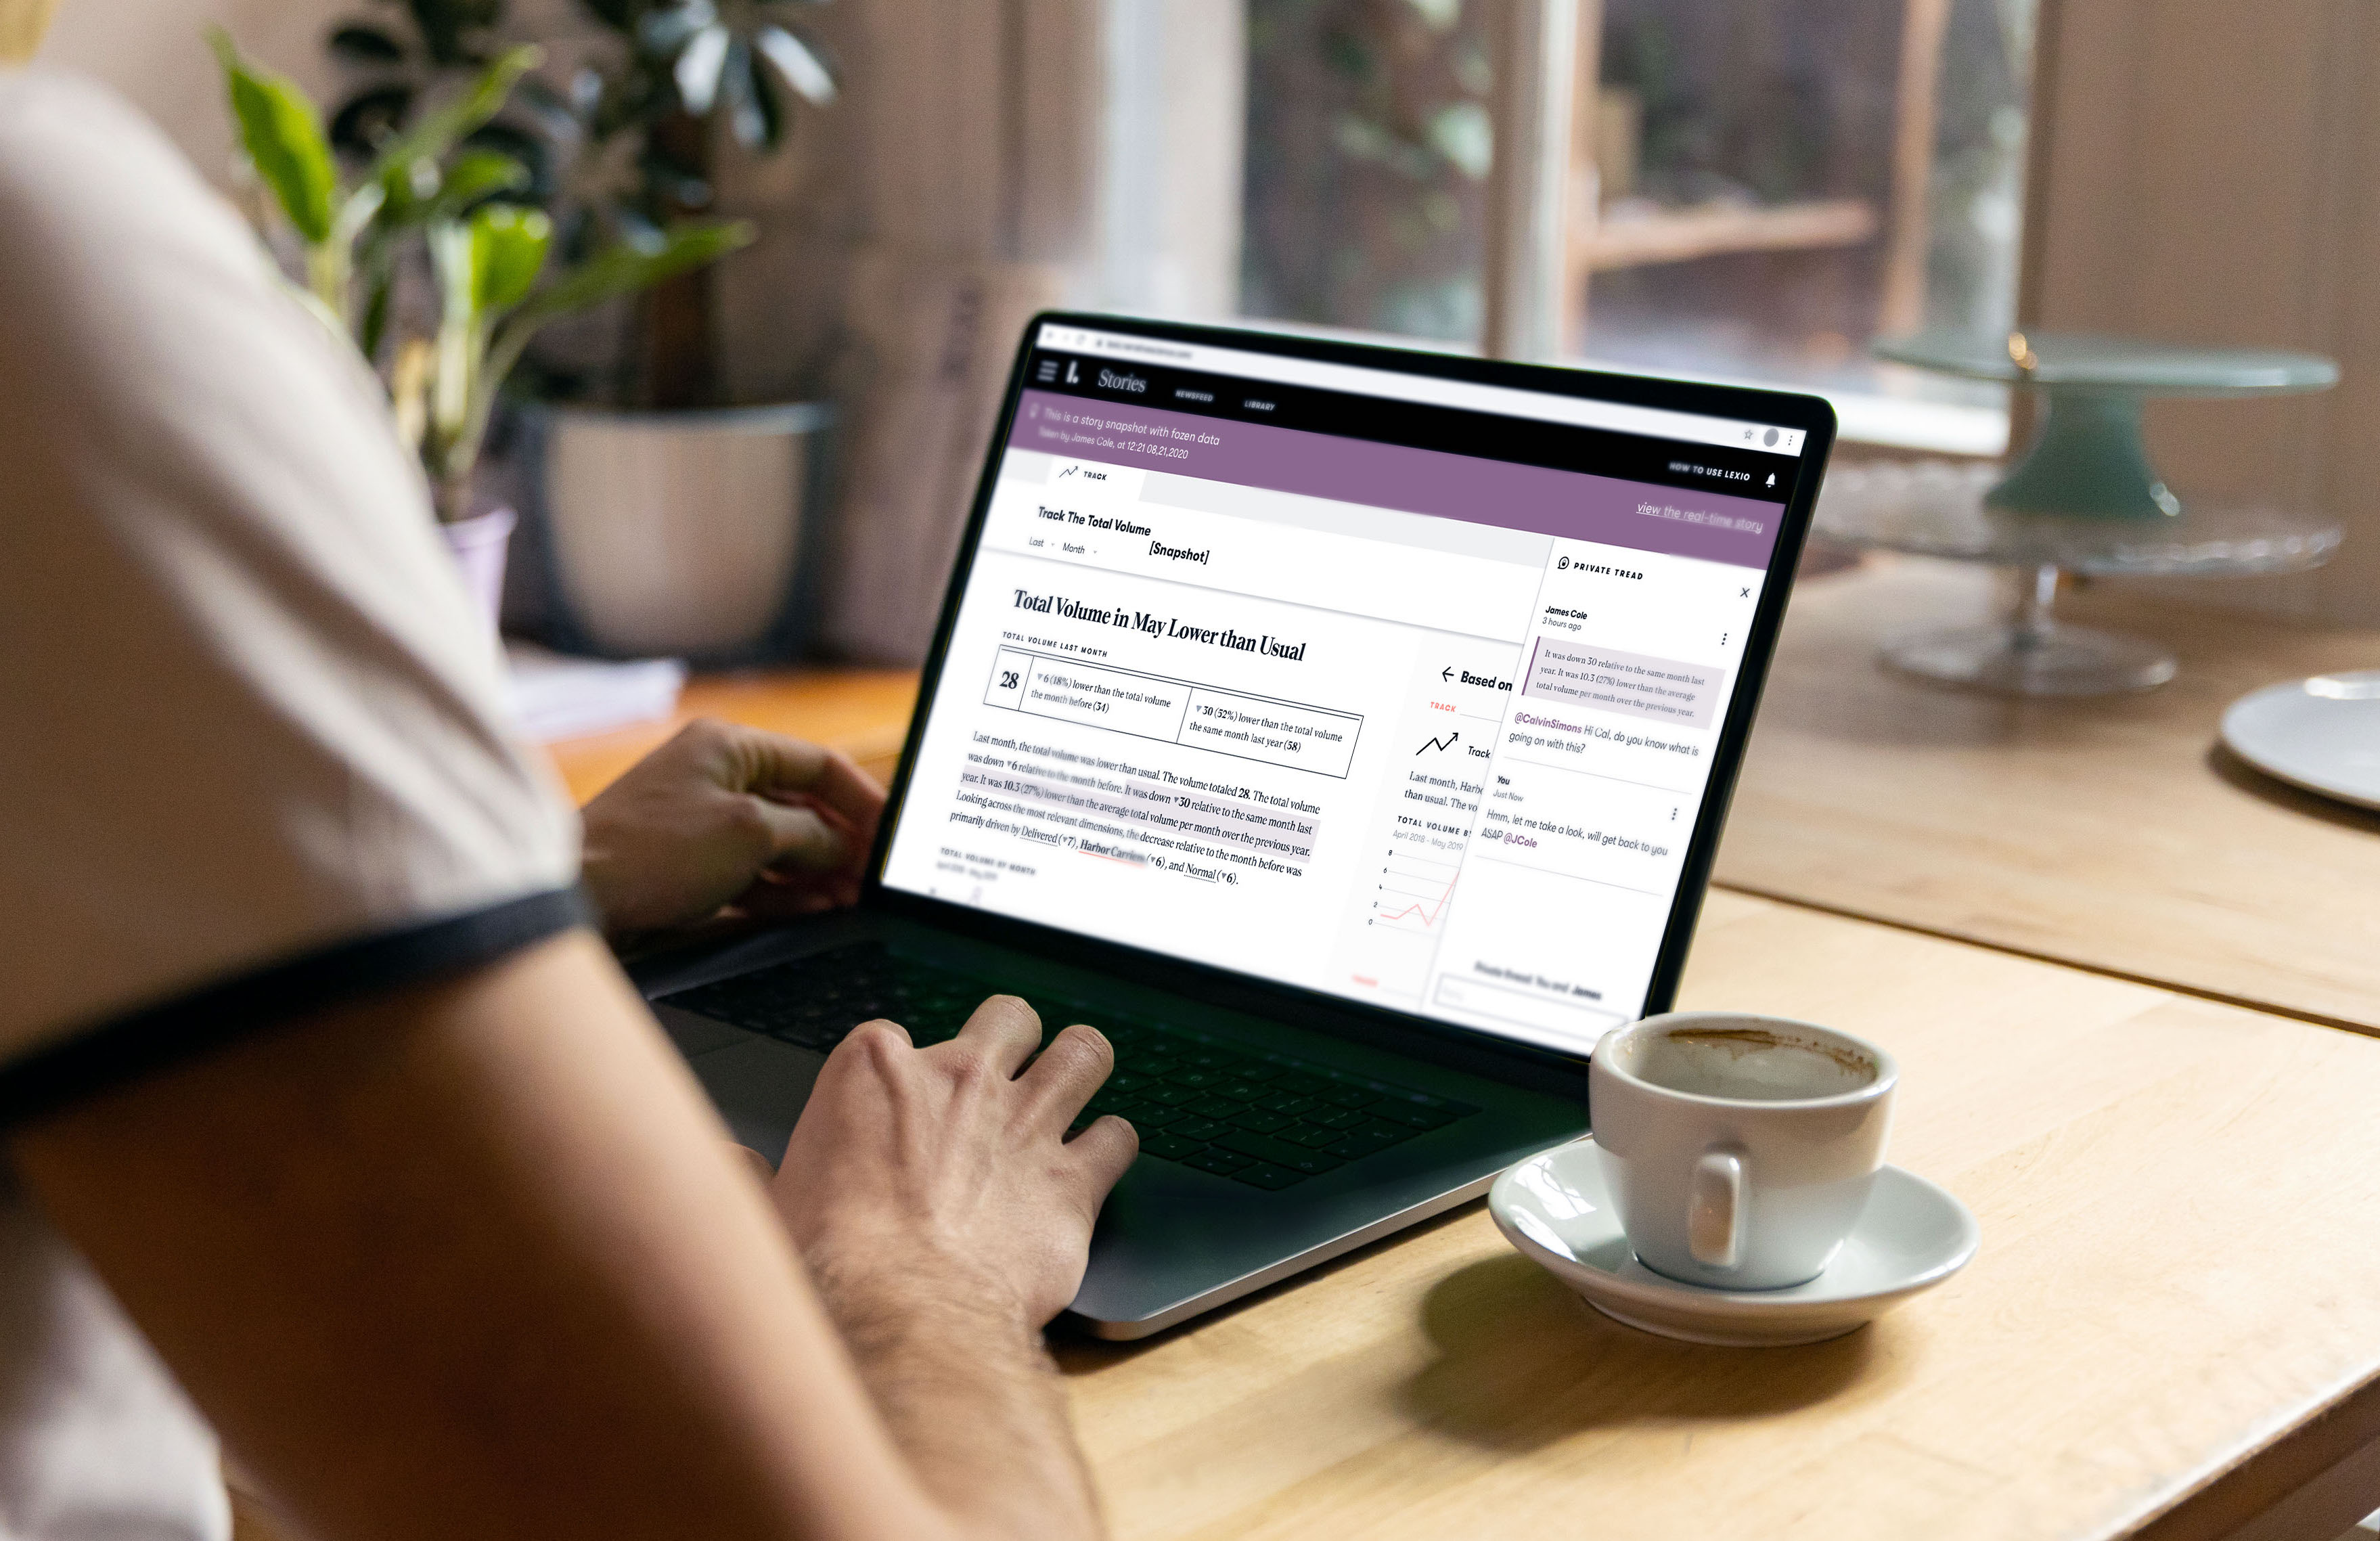 Stories
NEWSFEED
LIBRARY
HOW TO USE LEXIO
This is a story snapshot with fozen data
Taken by James Cole, at 12:21 08,21,2020
view the real-time story
TRACK
Track The Total Volume
[Snapshot]
Last Month
Total Volume in May Lower than Usual
TOTAL VOLUME LAST MONTH
28
▼6 (18%) lower than the total volume
the month before (34)
▼30 (52%) lower than the total volume
the same month last year (58)
Last month, the total volume was lower than usual. The volume totaled 28. The total volume
was down ▼6 relative to the month before. It was down ▼30 relative to the same month last
year. It was 10.3 (27%) lower than the average total volume per month over the previous year.
Looking across the most relevant dimensions, the decrease relative to the month before was
primarily driven by Delivered (▼7), Harbor Carriers (▼6), and Normal (▼6).
TOTAL VOLUME BY MONTH
April 2018 - May 2019
← Based on
TRACK
Track
Last month, Harb
than usual. The vo
TOTAL VOLUME B
April 2018 - May 2019
8
6
4
2
0
PRIVATE TREAD
James Cole
3 hours ago
It was down 30 relative to the same month last
year. It was 10.3 (27%) lower than the average
total volume per month over the previous year.
@CalvinSimons Hi Cal, do you know what is
going on with this?
You
Just Now
Hmm, let me take a look, will get back to you
ASAP @JCole
Private thread: You and James